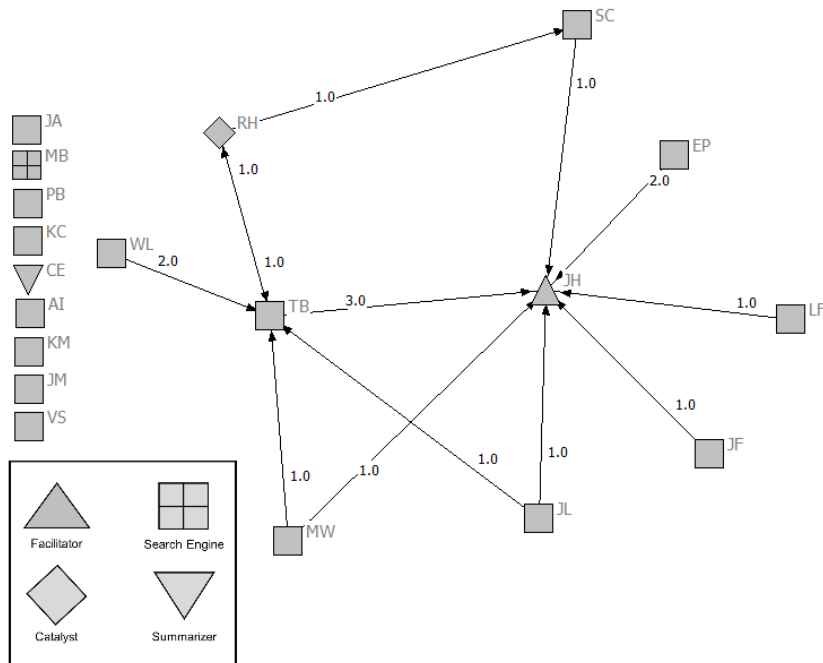 SC
1.0
RH
1.0
JA
1.0
EP
MB
1.0
2.0
PB
KC
WL
2.0
1.0
CE
JH
AI
TB
3.0
1.0
LF
KM
JM
1.0
VS
1.0
1.0
1.0
1.0
JF
JL
MW
Facilitator
Search Engine
Catalyst
Summarizer